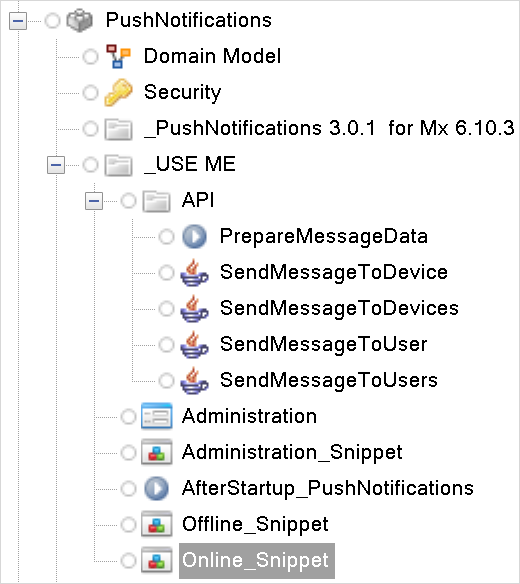 PushNotifications
Domain Model
Security
_PushNotifications 3.0.1  for Mx 6.10.3
_USE ME
API
PrepareMessageData
SendMessageToDevice
SendMessageToDevices
SendMessageToUser
SendMessageToUsers
Administration
Administration_Snippet
AfterStartup_PushNotifications
Offline_Snippet
Online_Snippet